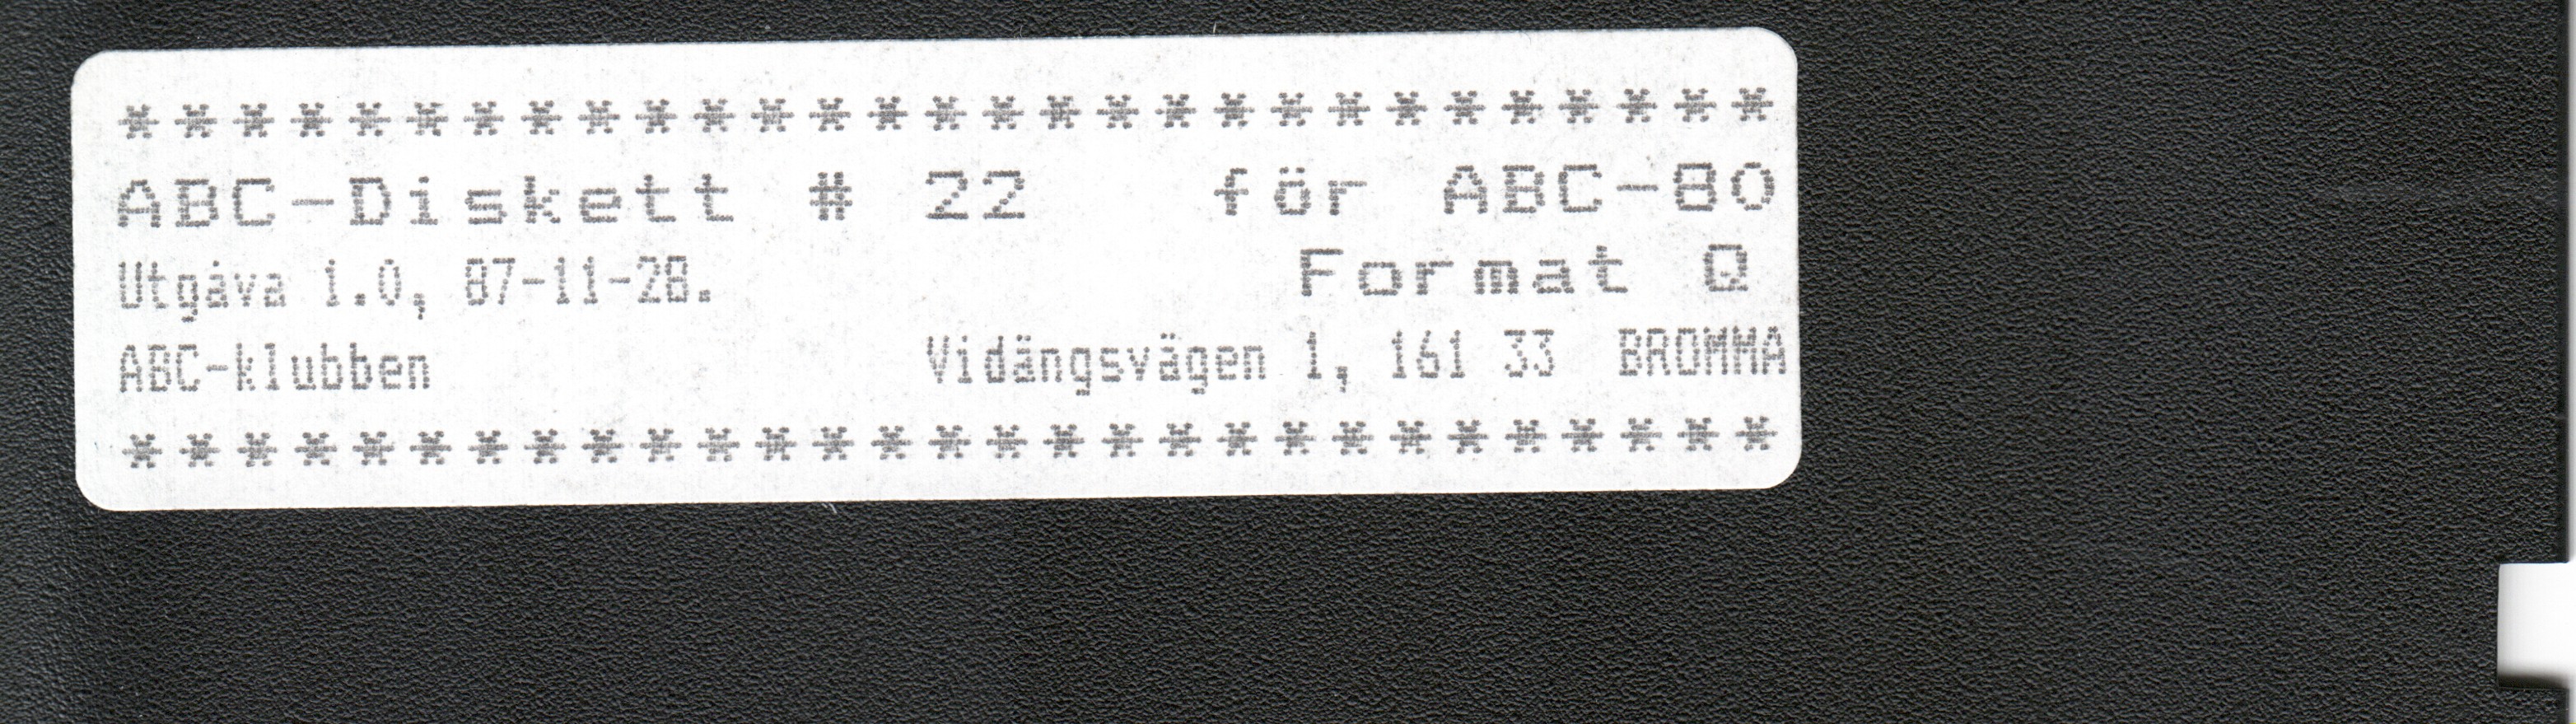 * * * * * * * * * * * * * * * * * * * * * * * * * * * * *
ABC-Diskett # 22 för ABC-80
Utgåva 1.0, 87-11-28. Format Q
ABC-klubben Vidängsvägen 1, 161 33 BROMMA
* * * * * * * * * * * * * * * * * * * * * * * * * * * * *